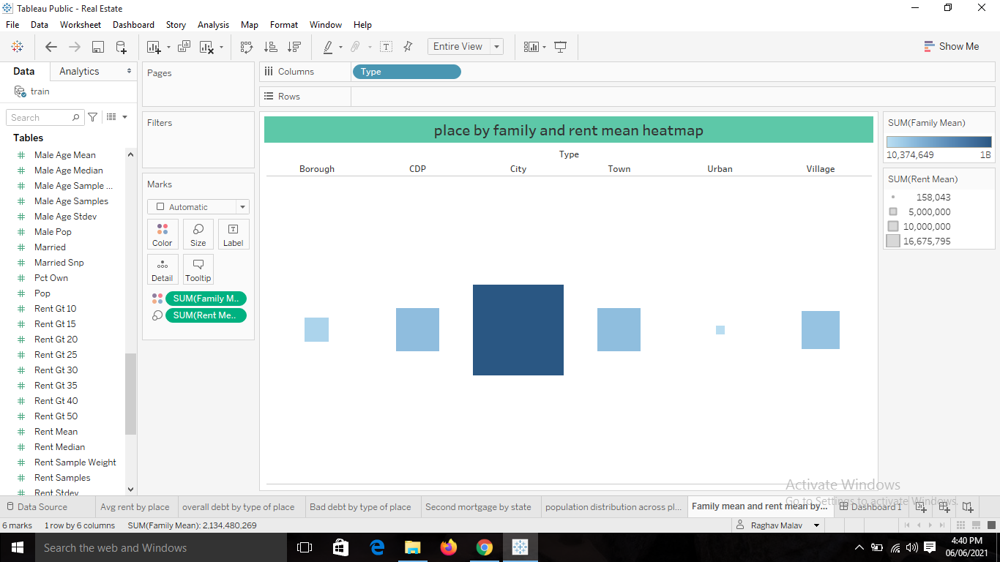 Tableau Public - Real Estate
File Data Worksheet Dashboard Story Analysis Map Format Window Help
Entire View
Show Me
Data Analytics
train
Search
Tables
Male Age Mean
Male Age Median
Male Age Sample ...
Male Age Samples
Male Age Stdev
Male Pop
Married
Married Snp
Pct Own
Pop
Rent Gt 10
Rent Gt 15
Rent Gt 20
Rent Gt 25
Rent Gt 30
Rent Gt 35
Rent Gt 40
Rent Gt 50
Rent Mean
Rent Median
Rent Sample Weight
Rent Samples
Rent Stdev
Pages
Filters
Marks
Automatic
Color Size Label
Detail Tooltip
SUM(Family M..
SUM(Rent Me..
Columns Type
Rows
place by family and rent mean heatmap
Type
Borough CDP City Town Urban Village
SUM(Family Mean)
10,374,649 1B
SUM(Rent Mean)
158,043
5,000,000
10,000,000
16,675,795
Activate Windows
Go to Settings to activate Windows.
Data Source Avg rent by place overall debt by type of place Bad debt by type of place Second mortgage by state population distribution across pl... Family mean and rent mean by... Dashboard 1
6 marks 1 row by 6 columns SUM(Family Mean): 2,134,480,269 Raghav Malav
Search the web and Windows
4:40 PM
06/06/2021